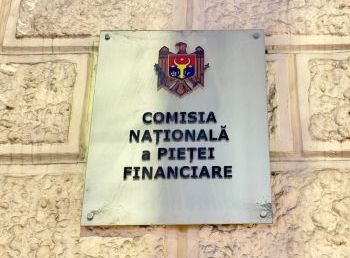 COMISIA
NAȚIONALĂ
a PIEȚEI
FINANCIARE